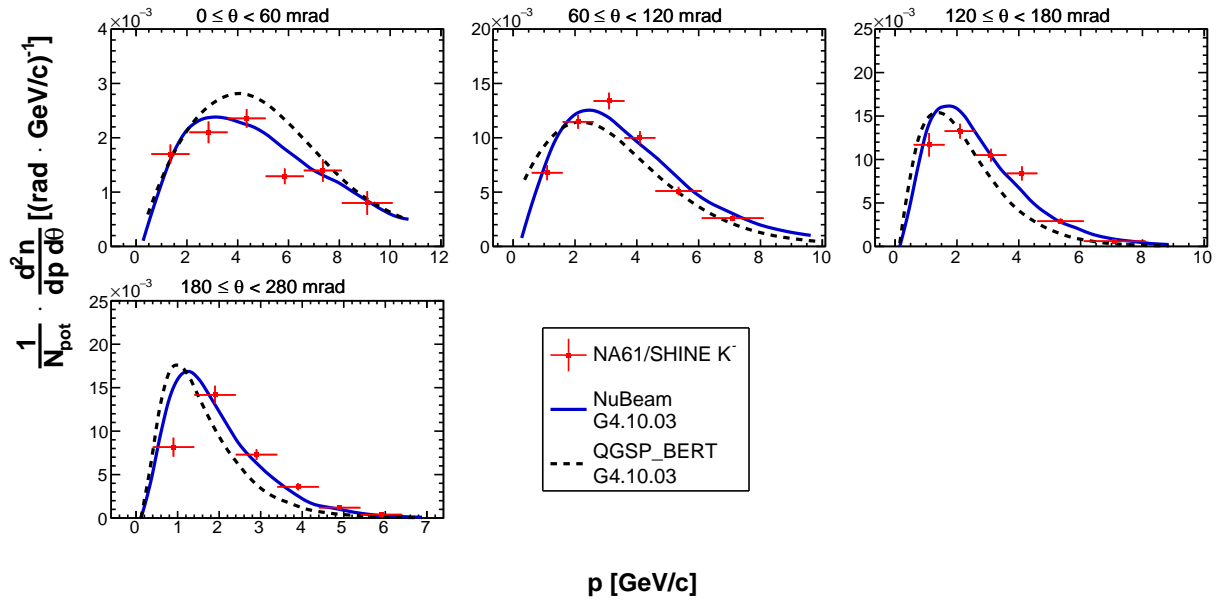 1/N_pot · d²n/dp dθ [(rad · GeV/c)⁻¹]
×10⁻³ 0 ≤ θ < 60 mrad
4
3
2
1
0
0 2 4 6 8 10 12
×10⁻³ 60 ≤ θ < 120 mrad
20
15
10
5
0
0 2 4 6 8 10
×10⁻³ 120 ≤ θ < 180 mrad
25
20
15
10
5
0
0 2 4 6 8 10
×10⁻³ 180 ≤ θ < 280 mrad
25
20
15
10
5
0
0 1 2 3 4 5 6 7
NA61/SHINE K⁻
NuBeam
G4.10.03
QGSP_BERT
G4.10.03
p [GeV/c]